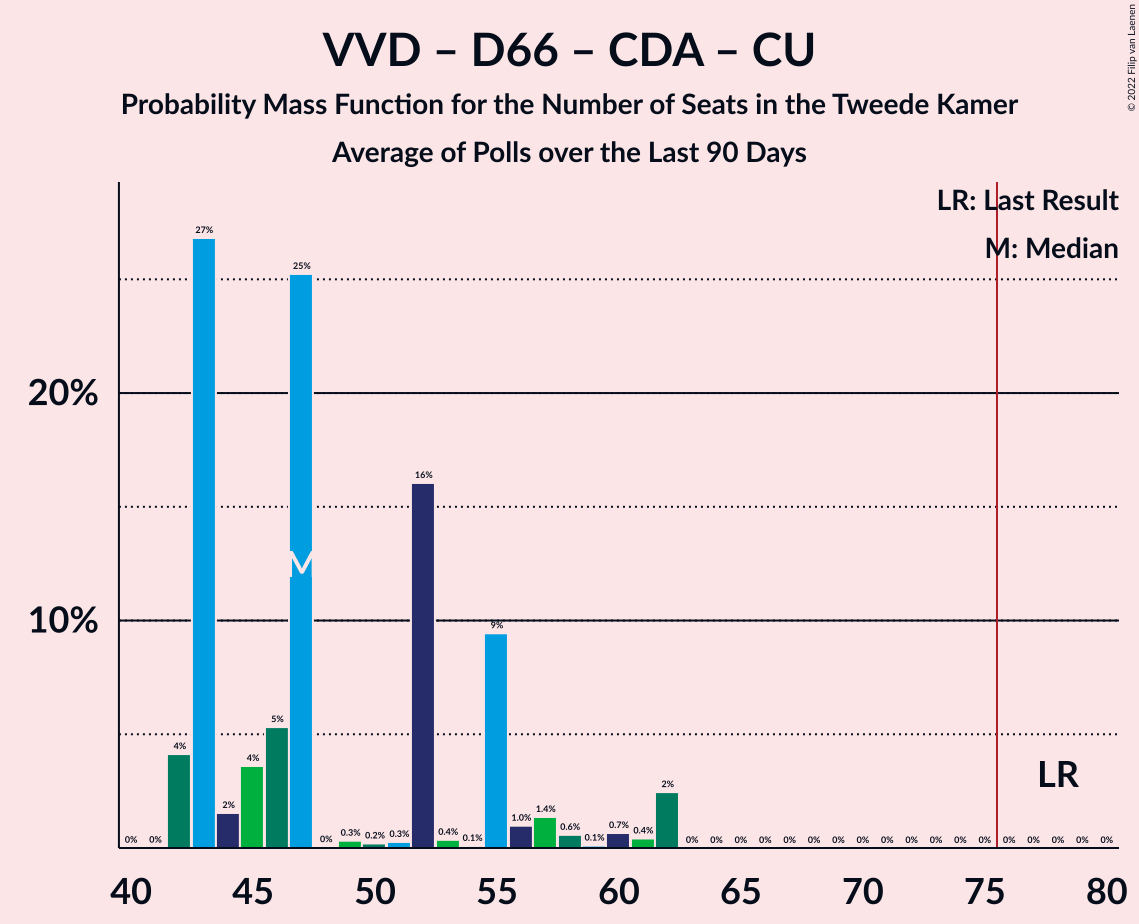 VVD – D66 – CDA – CU
Probability Mass Function for the Number of Seats in the Tweede Kamer
Average of Polls over the Last 90 Days
© 2022 Filip van Laenen
LR: Last Result
M: Median
20%
10%
0% 0% 4% 27% 2% 4% 5% 25% 0% 0.3% 0.2% 0.3% 16% 0.4% 0.1% 9% 1.0% 1.4% 0.6% 0.1% 0.7% 0.4% 2% 0% 0% 0% 0% 0% 0% 0% 0% 0% 0% 0% 0% 0% 0% 0% 0% 0% 0%
M
LR
40 45 50 55 60 65 70 75 80